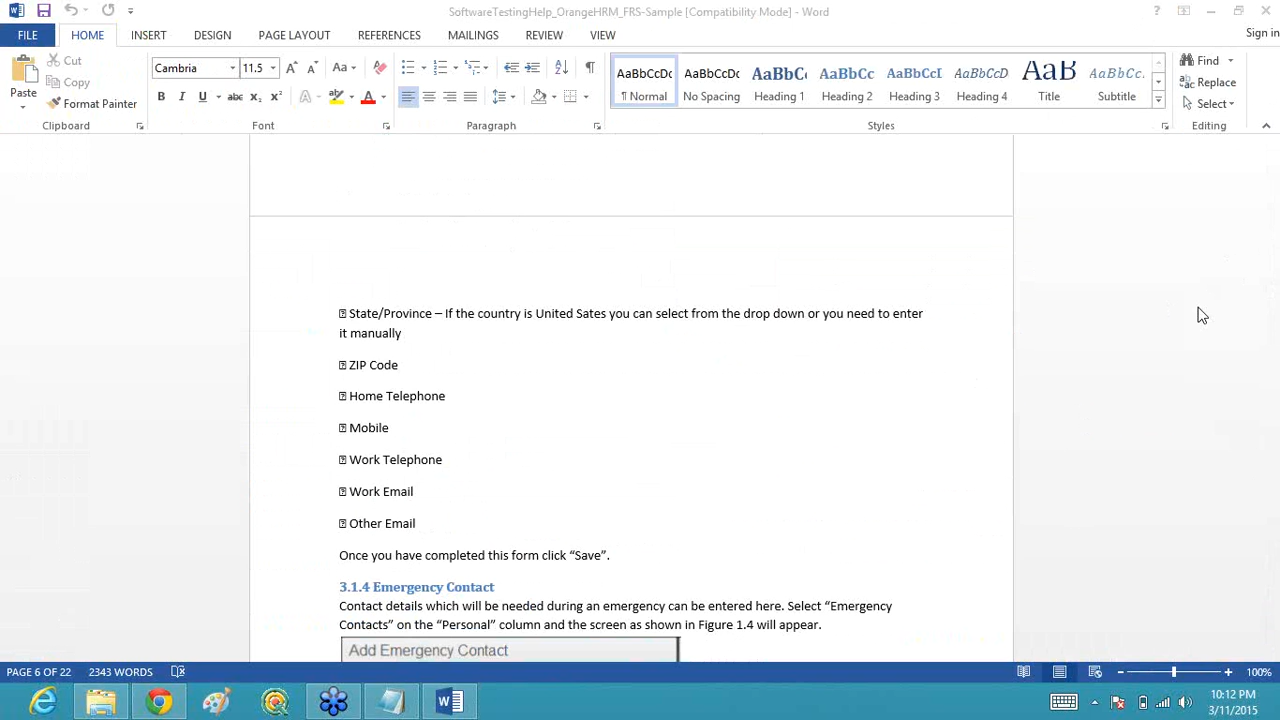 SoftwareTestingHelp_OrangeHRM_FRS-Sample [Compatibility Mode] - Word
?
FILE
HOME
INSERT
DESIGN
PAGE LAYOUT
REFERENCES
MAILINGS
REVIEW
VIEW
Sign in
Paste
Cut
Copy
Format Painter
Clipboard
Cambria
11.5
Font
Paragraph
AaBbCcDc
¶ Normal
AaBbCcDc
No Spacing
AaBbC
Heading 1
AaBbCc
Heading 2
AaBbCcI
Heading 3
AaBbCcDc
Heading 4
AaB
Title
AaBbCc.
Subtitle
Styles
Find
Replace
Select
Editing
State/Province – If the country is United Sates you can select from the drop down or you need to enter
it manually
ZIP Code
Home Telephone
Mobile
Work Telephone
Work Email
Other Email
Once you have completed this form click “Save”.
3.1.4 Emergency Contact
Contact details which will be needed during an emergency can be entered here. Select “Emergency
Contacts” on the “Personal” column and the screen as shown in Figure 1.4 will appear.
Add Emergency Contact
PAGE 6 OF 22
2343 WORDS
100%
10:12 PM
3/11/2015